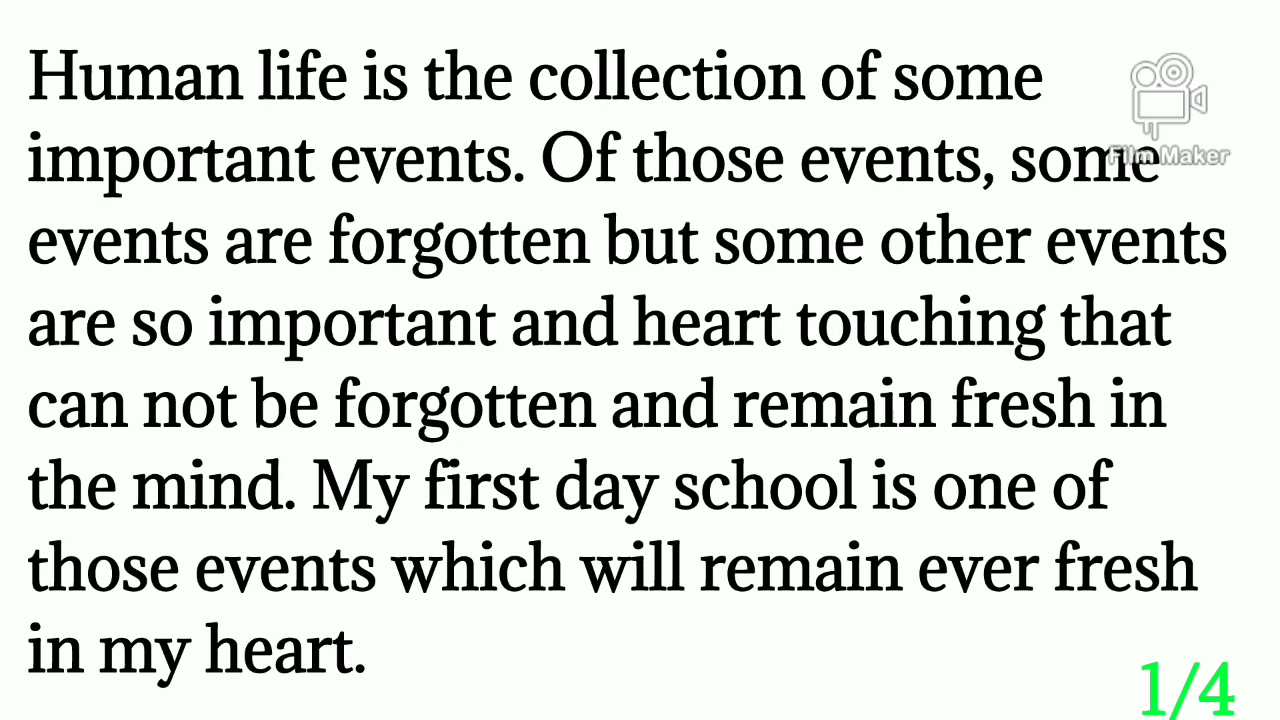 Human life is the collection of some
important events. Of those events, some
events are forgotten but some other events
are so important and heart touching that
can not be forgotten and remain fresh in
the mind. My first day school is one of
those events which will remain ever fresh
in my heart.
Film Maker
1/4